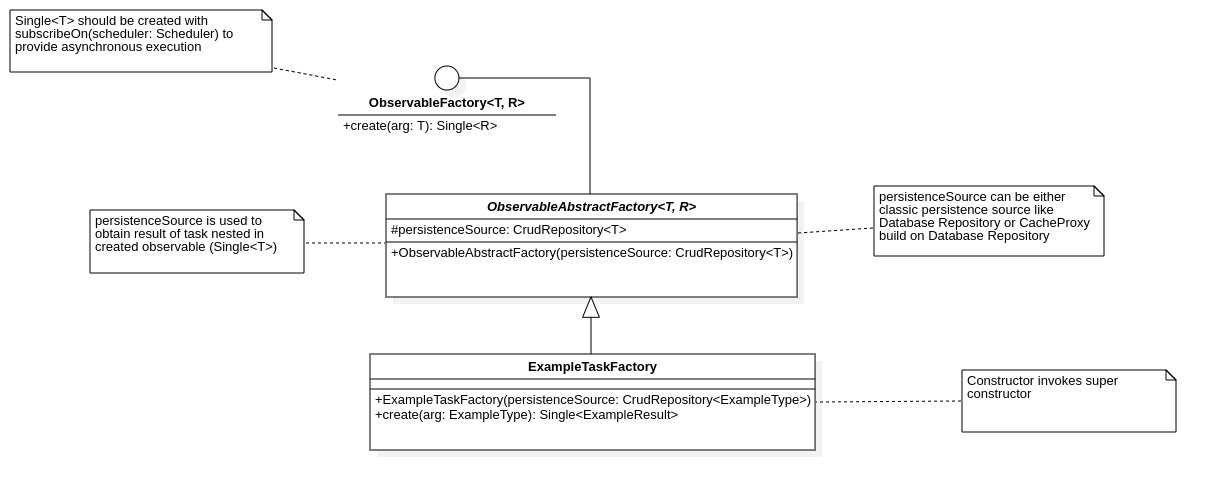 Single<T> should be created with
subscribeOn(scheduler: Scheduler) to
provide asynchronous execution
ObservableFactory<T, R>
+create(arg: T): Single<R>
persistenceSource is used to
obtain result of task nested in
created observable (Single<T>)
ObservableAbstractFactory<T, R>
#persistenceSource: CrudRepository<T>
+ObservableAbstractFactory(persistenceSource: CrudRepository<T>)
persistenceSource can be either
classic persistence source like
Database Repository or CacheProxy
build on Database Repository
ExampleTaskFactory
+ExampleTaskFactory(persistenceSource: CrudRepository<ExampleType>)
+create(arg: ExampleType): Single<ExampleResult>
Constructor invokes super
constructor